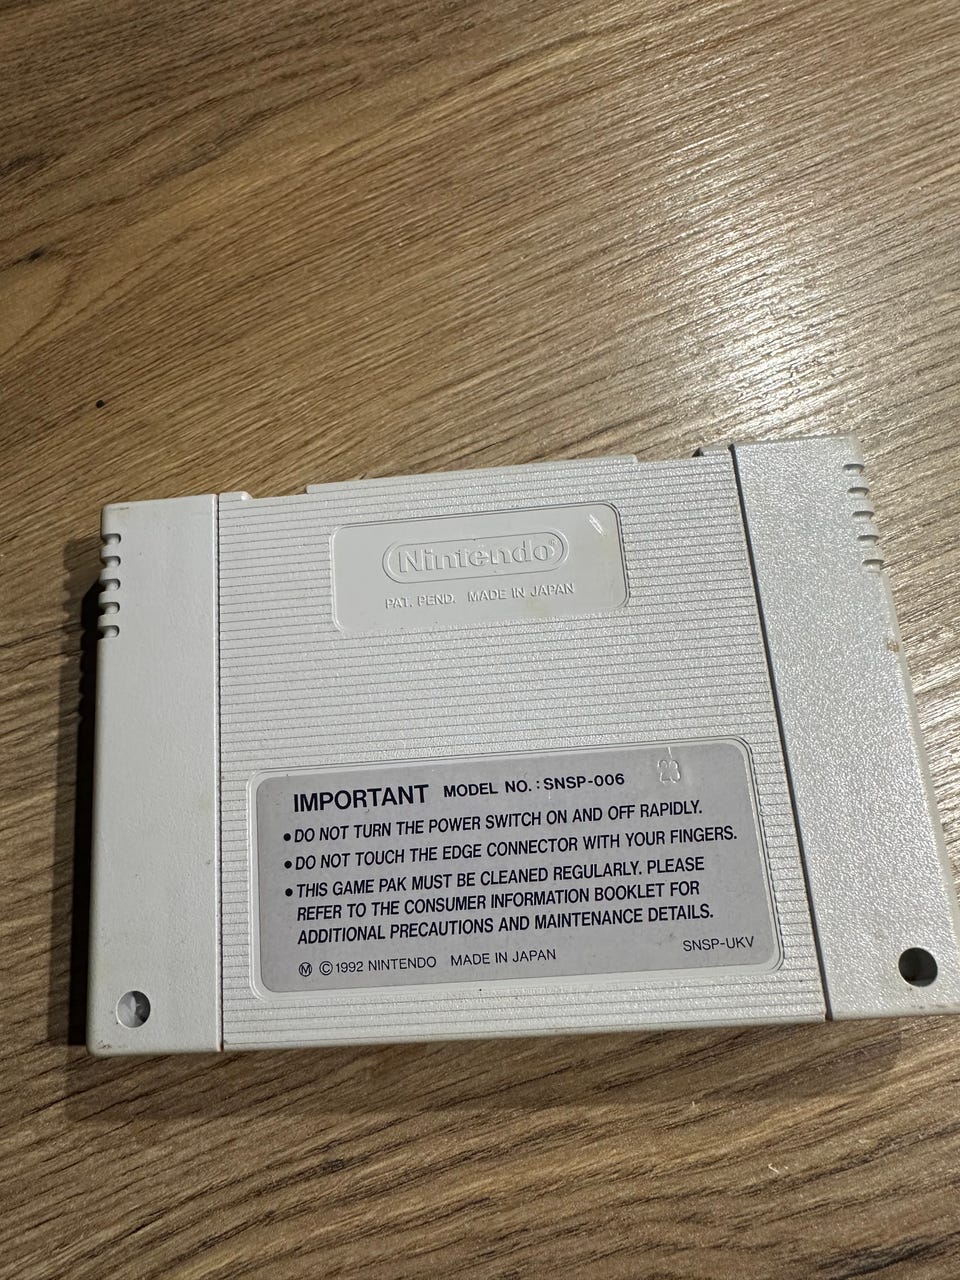 Nintendo®
PAT. PEND. MADE IN JAPAN
IMPORTANT MODEL NO. : SNSP-006
23
• DO NOT TURN THE POWER SWITCH ON AND OFF RAPIDLY.
• DO NOT TOUCH THE EDGE CONNECTOR WITH YOUR FINGERS.
• THIS GAME PAK MUST BE CLEANED REGULARLY. PLEASE
REFER TO THE CONSUMER INFORMATION BOOKLET FOR
ADDITIONAL PRECAUTIONS AND MAINTENANCE DETAILS.
SNSP-UKV
Ⓜ © 1992 NINTENDO MADE IN JAPAN